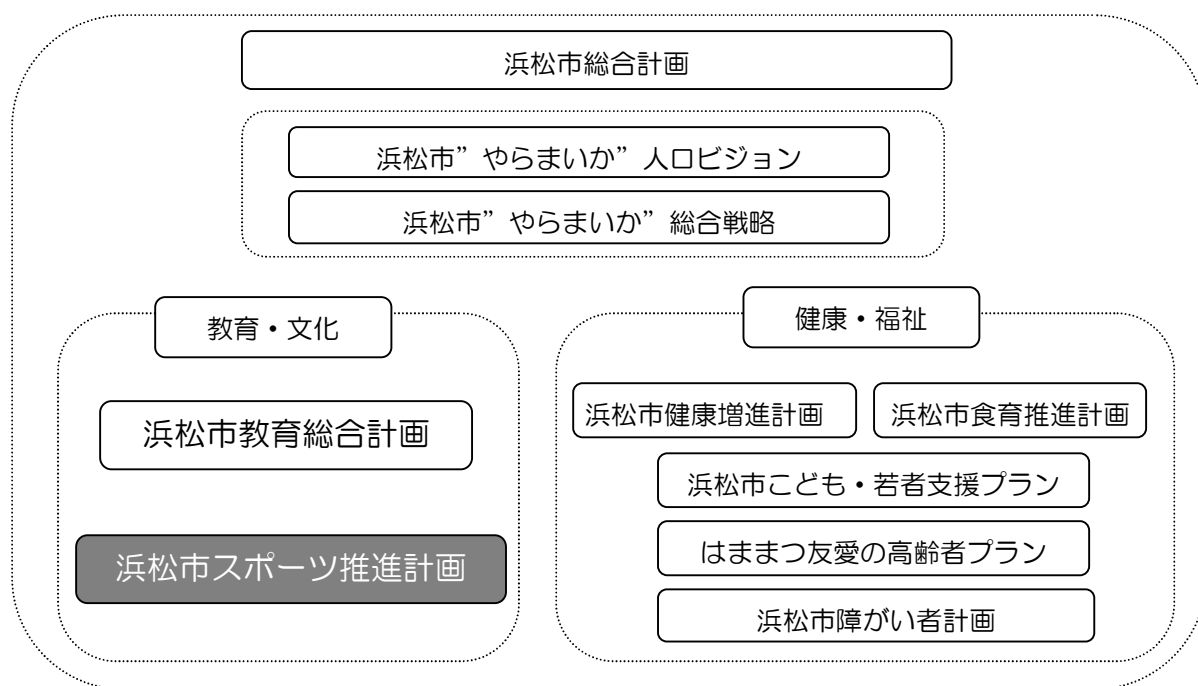 浜松市総合計画
浜松市”やらまいか”人口ビジョン
浜松市”やらまいか”総合戦略
教育・文化
浜松市教育総合計画
浜松市スポーツ推進計画
健康・福祉
浜松市健康増進計画
浜松市食育推進計画
浜松市こども・若者支援プラン
はままつ友愛の高齢者プラン
浜松市障がい者計画